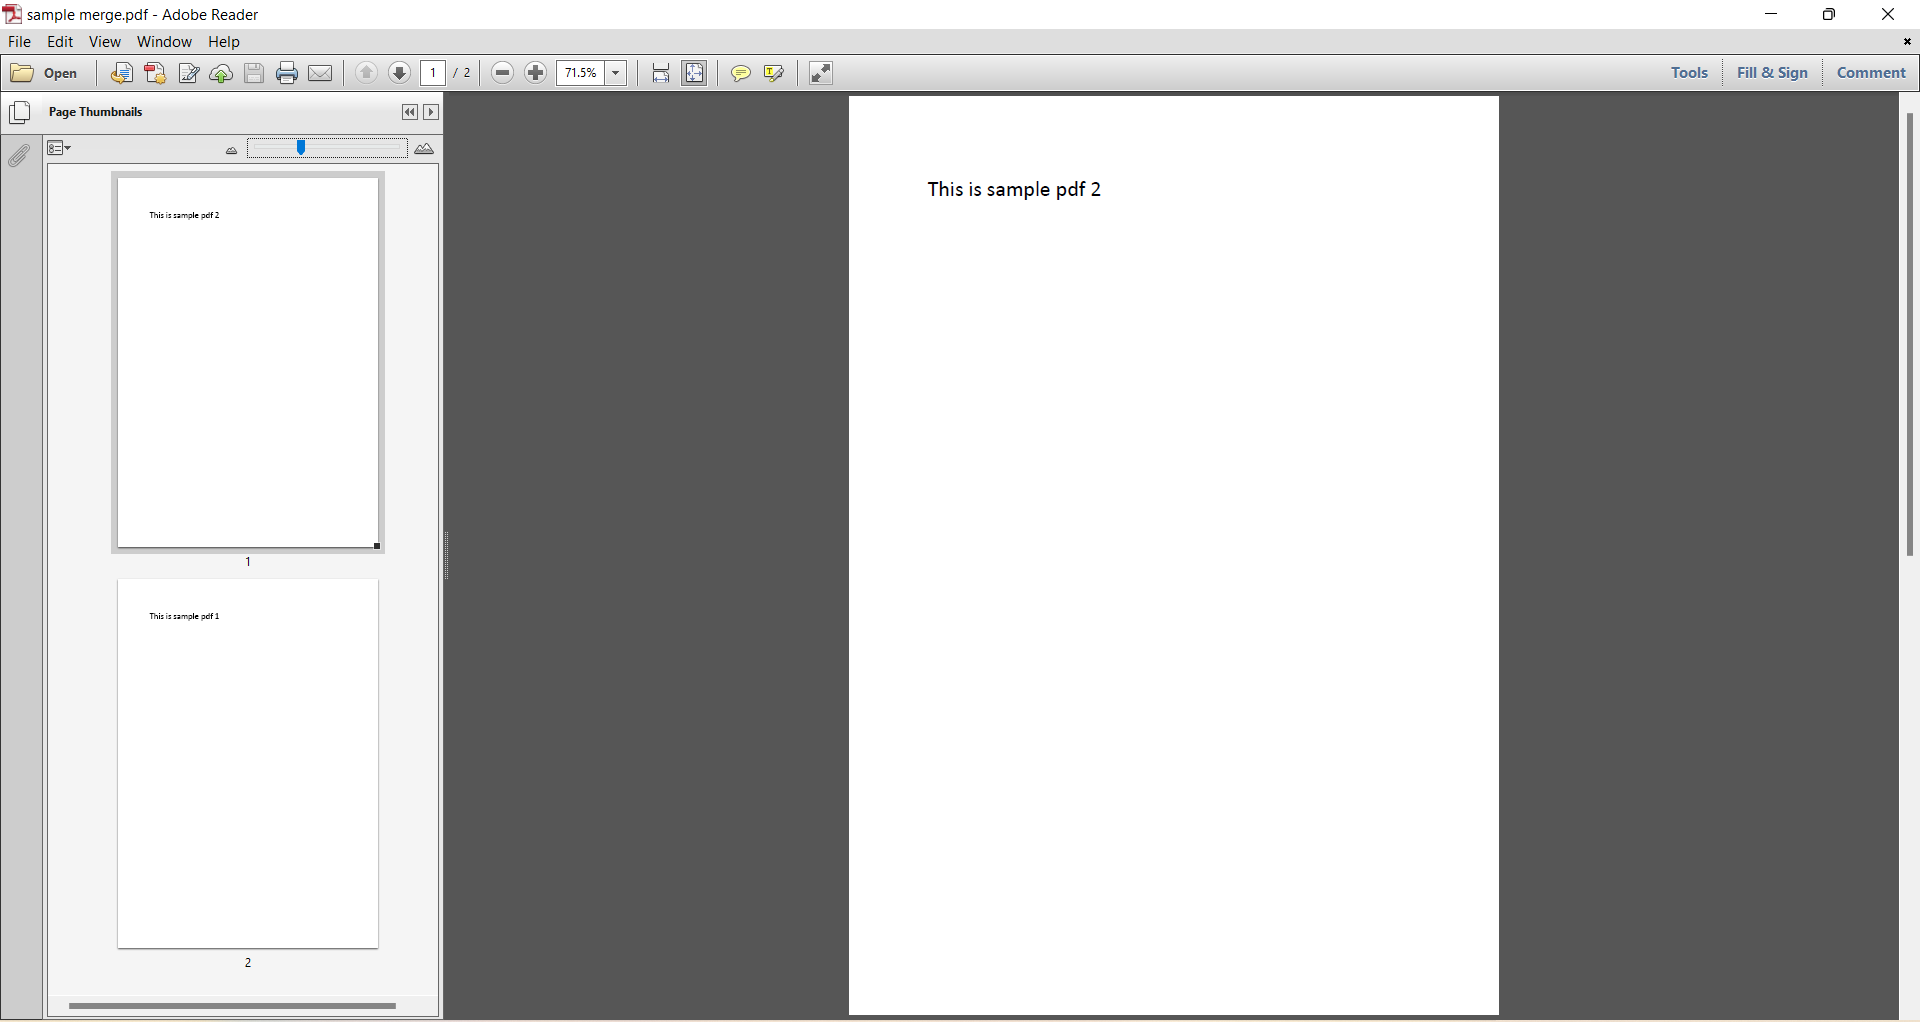 sample merge.pdf - Adobe Reader
File Edit View Window Help
Open 1 / 2 71.5% Tools Fill & Sign Comment
Page Thumbnails
This is sample pdf 2
1
This is sample pdf 1
2
This is sample pdf 2